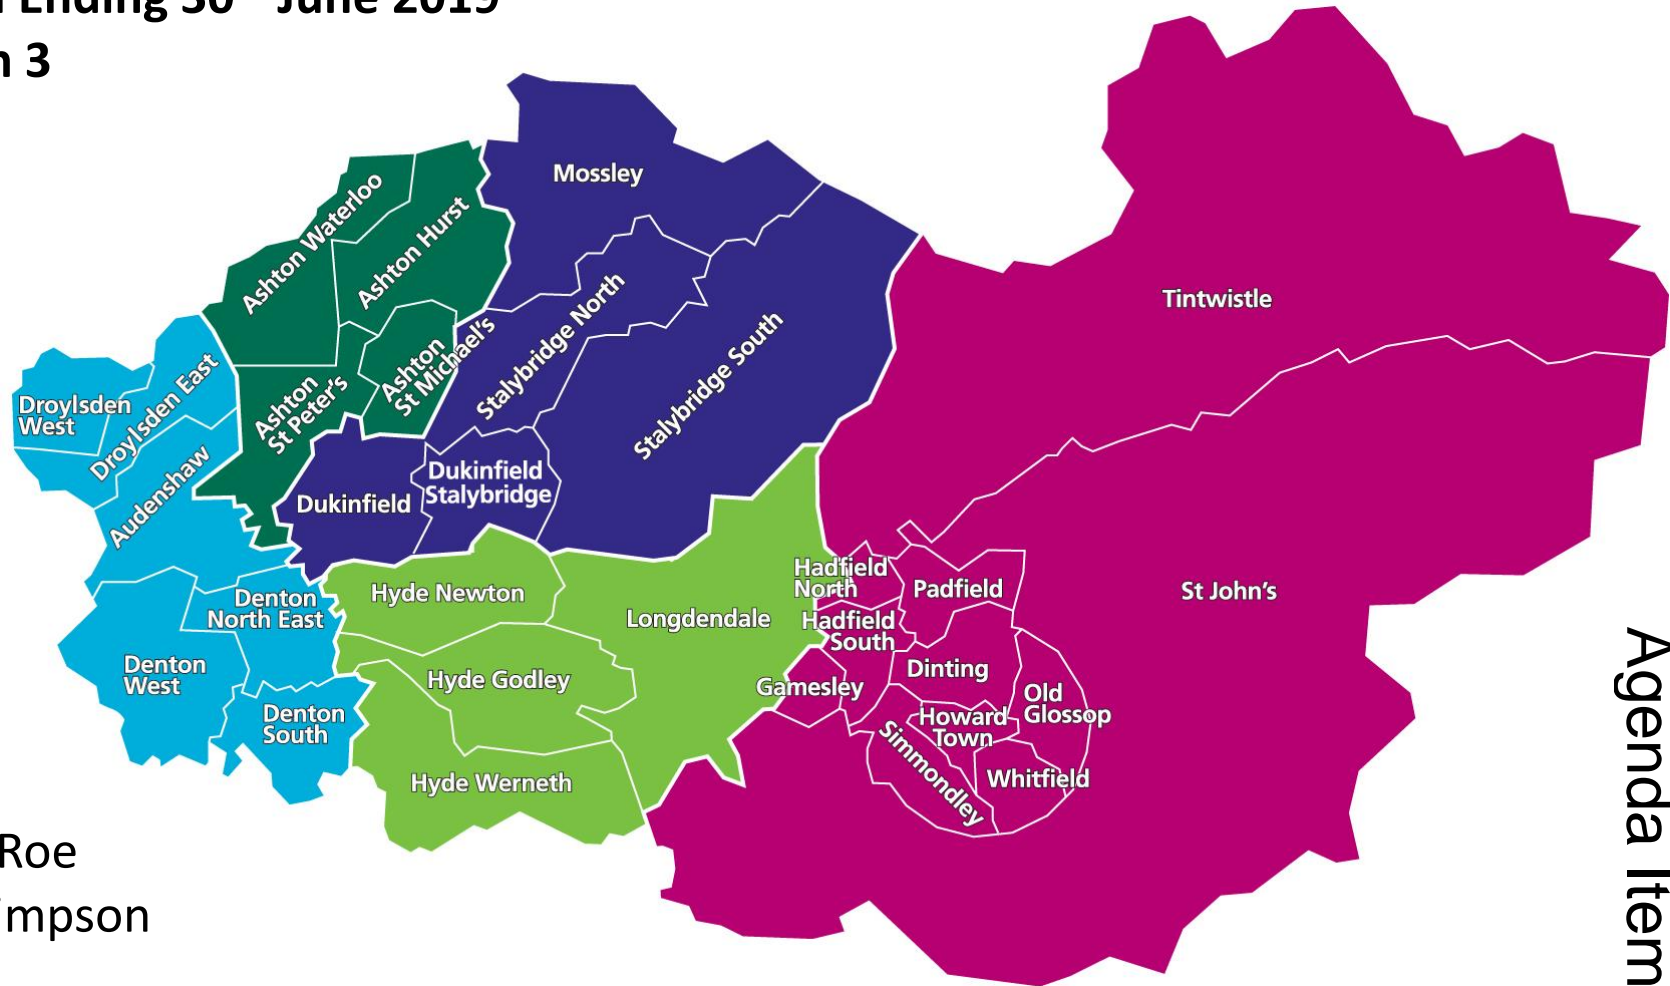 Ending 30 June 2019
3
Mossley
Ashton Waterloo
Ashton Hurst
Tintwistle
Stalybridge North
Ashton
St Michael's
Stalybridge South
Droylsden
West
Droylsden East
Ashton
St Peter's
Audenshaw
Dukinfield
Dukinfield
Stalybridge
Hyde Newton
Longdendale
Hadfield
North
Padfield
St John's
Denton
North East
Hadfield
South
Denton
West
Hyde Godley
Gamesley
Dinting
Old
Glossop
Denton
South
Howard
Town
Simmondley
Whitfield
Hyde Werneth
Roe
impson
Agenda Item